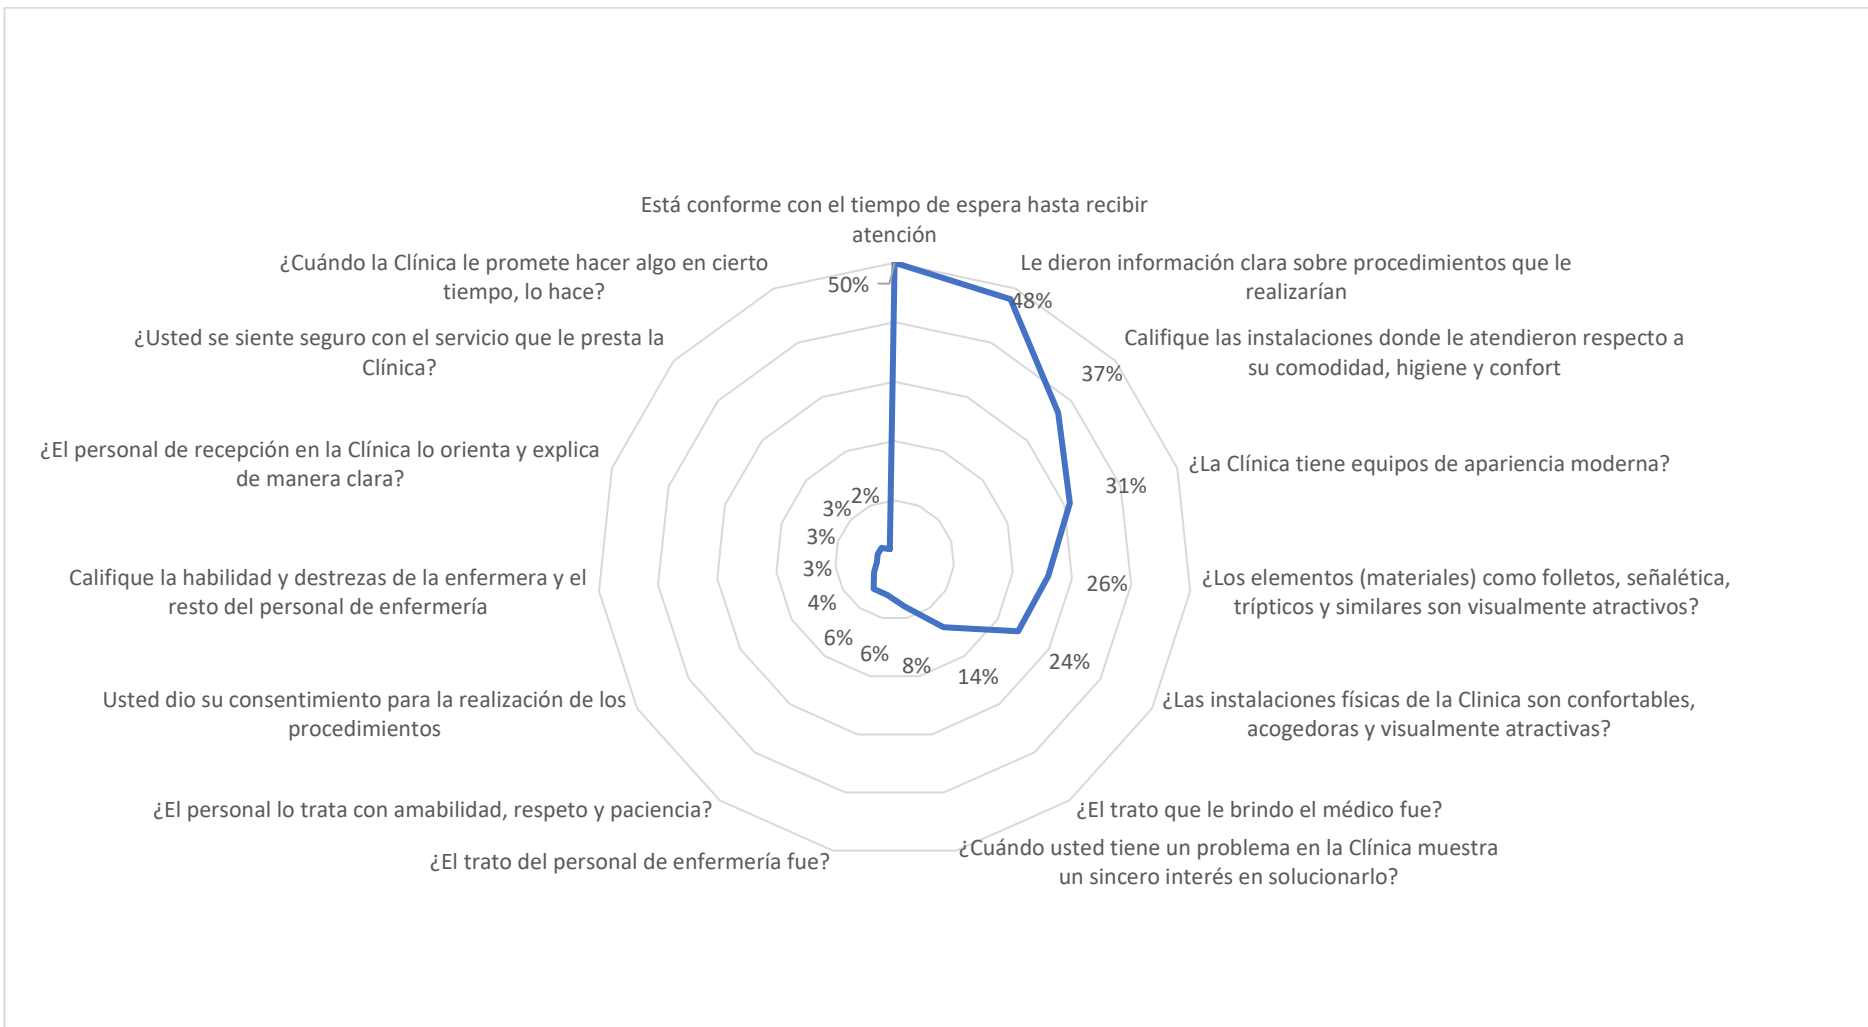 Está conforme con el tiempo de espera hasta recibir
atención
Le dieron información clara sobre procedimientos que le
realizarían
Califique las instalaciones donde le atendieron respecto a
su comodidad, higiene y confort
¿La Clínica tiene equipos de apariencia moderna?
¿Los elementos (materiales) como folletos, señalética,
trípticos y similares son visualmente atractivos?
¿Las instalaciones físicas de la Clinica son confortables,
acogedoras y visualmente atractivas?
¿El trato que le brindo el médico fue?
¿Cuándo usted tiene un problema en la Clínica muestra
un sincero interés en solucionarlo?
¿El trato del personal de enfermería fue?
¿El personal lo trata con amabilidad, respeto y paciencia?
Usted dio su consentimiento para la realización de los
procedimientos
Califique la habilidad y destrezas de la enfermera y el
resto del personal de enfermería
¿El personal de recepción en la Clínica lo orienta y explica
de manera clara?
¿Usted se siente seguro con el servicio que le presta la
Clínica?
¿Cuándo la Clínica le promete hacer algo en cierto
tiempo, lo hace?
50%
48%
37%
31%
26%
24%
14%
8%
6%
6%
4%
3%
3%
3%
2%